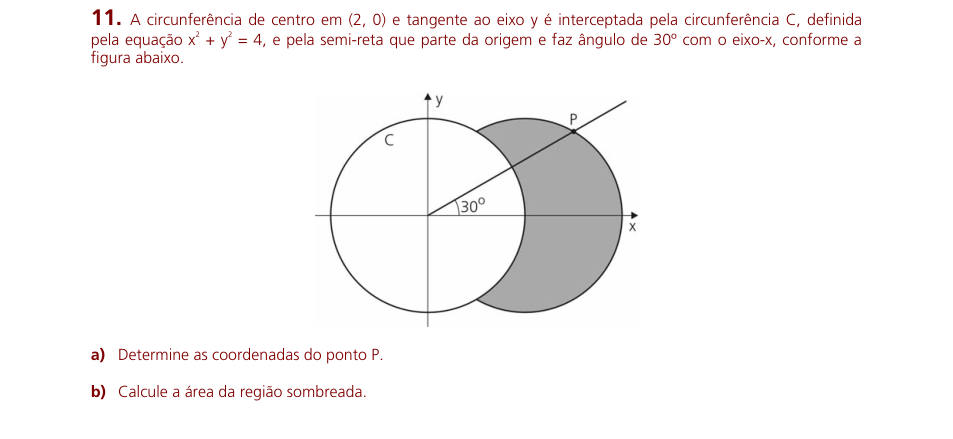 11. A circunferência de centro em (2, 0) e tangente ao eixo y é interceptada pela circunferência C, definida
pela equação x² + y² = 4, e pela semi-reta que parte da origem e faz ângulo de 30º com o eixo-x, conforme a
figura abaixo.
y
P
C
30º
x
a) Determine as coordenadas do ponto P.
b) Calcule a área da região sombreada.